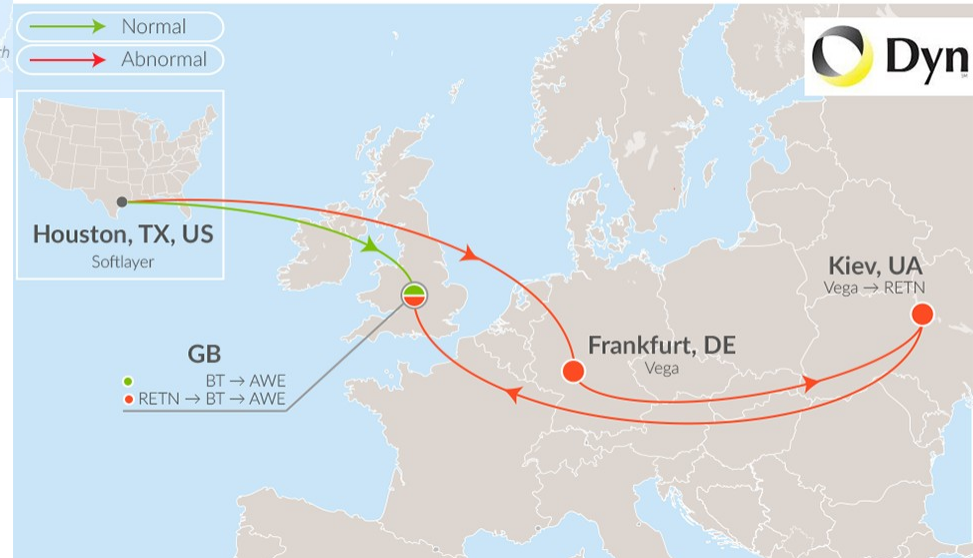 Normal
Abnormal
Dyn
Houston, TX, US
Softlayer
Kiev, UA
Vega → RETN
Frankfurt, DE
Vega
GB
BT → AWE
RETN → BT → AWE